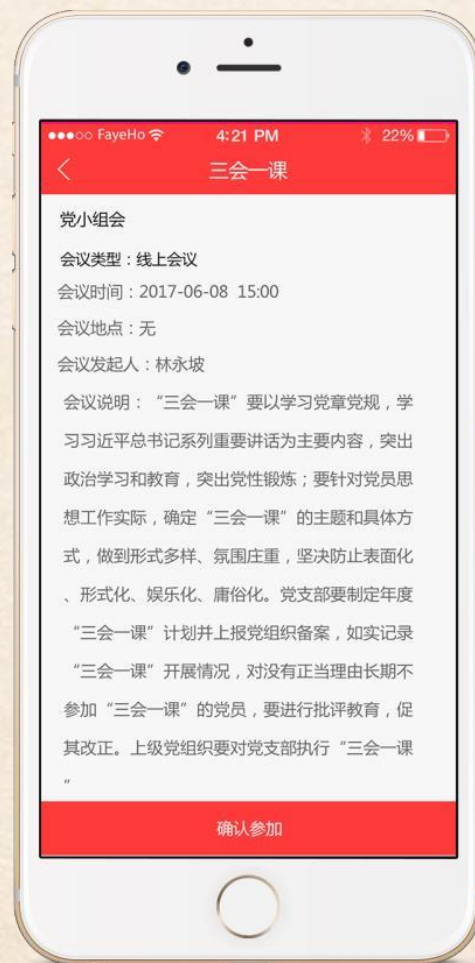 ●●●○○ FayeHo 4:21 PM 22%
三会一课
党小组会
会议类型：线上会议
会议时间：2017-06-08 15:00
会议地点：无
会议发起人：林永坡
会议说明：“三会一课”要以学习党章党规，学
习习近平总书记系列重要讲话为主要内容，突出
政治学习和教育，突出党性锻炼；要针对党员思
想工作实际，确定“三会一课”的主题和具体方
式，做到形式多样、氛围庄重，坚决防止表面化
、形式化、娱乐化、庸俗化。党支部要制定年度
“三会一课”计划并上报党组织备案，如实记录
“三会一课”开展情况，对没有正当理由长期不
参加“三会一课”的党员，要进行批评教育，促
其改正。上级党组织要对党支部执行“三会一课
”
确认参加